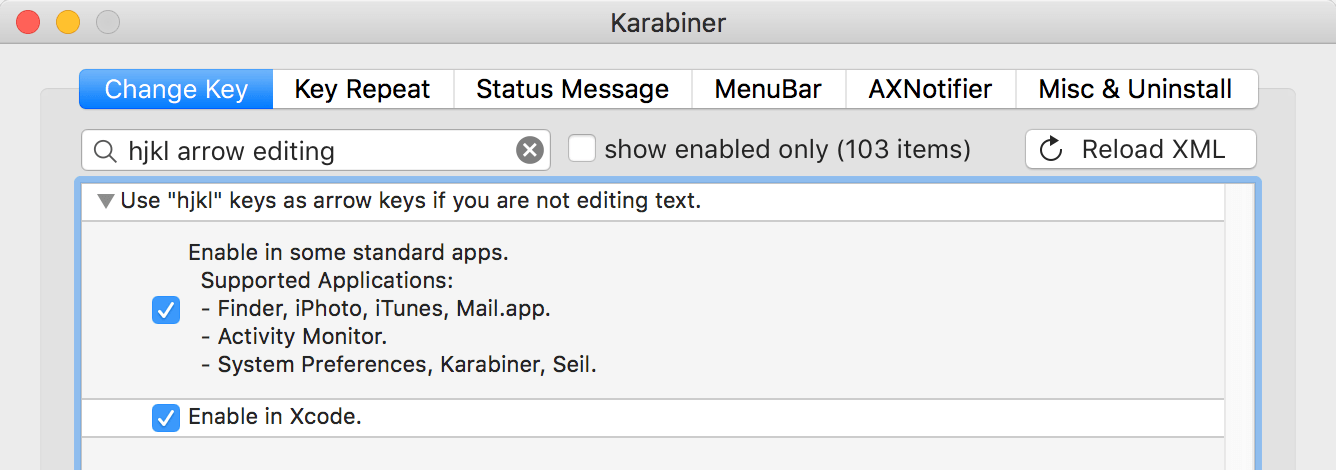 Karabiner
Change Key Key Repeat Status Message MenuBar AXNotifier Misc & Uninstall
hjkl arrow editing show enabled only (103 items) Reload XML
Use "hjkl" keys as arrow keys if you are not editing text.
Enable in some standard apps.
Supported Applications:
- Finder, iPhoto, iTunes, Mail.app.
- Activity Monitor.
- System Preferences, Karabiner, Seil.
Enable in Xcode.